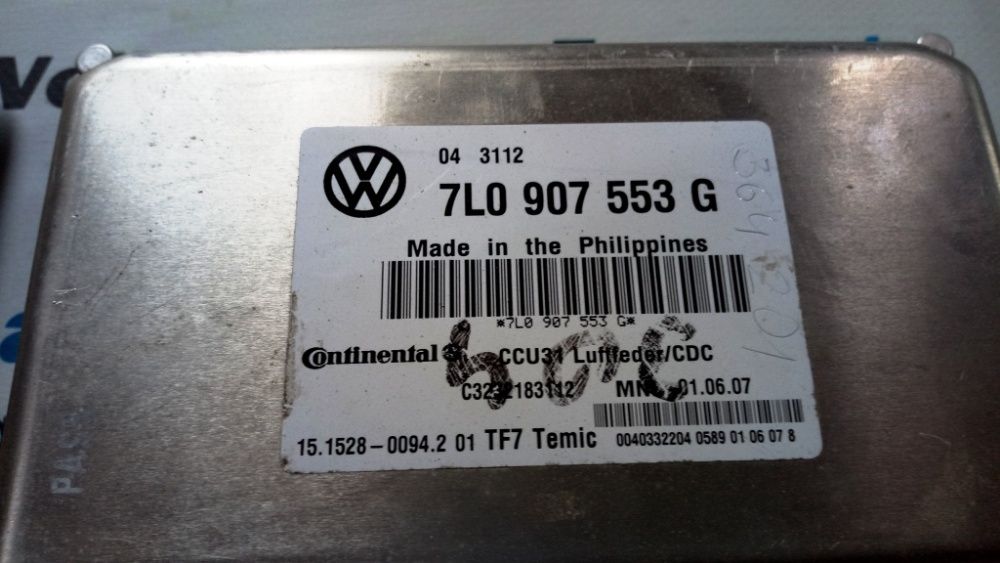 04 3112
7L0 907 553 G
Made in the Philippines
*7L0 907 553 G*
Continental CCU31 Luftfeder/CDC
01.06.07
15.1528-0094.2 01 TF7 Temic 0040332204 0589 01 06 07 8